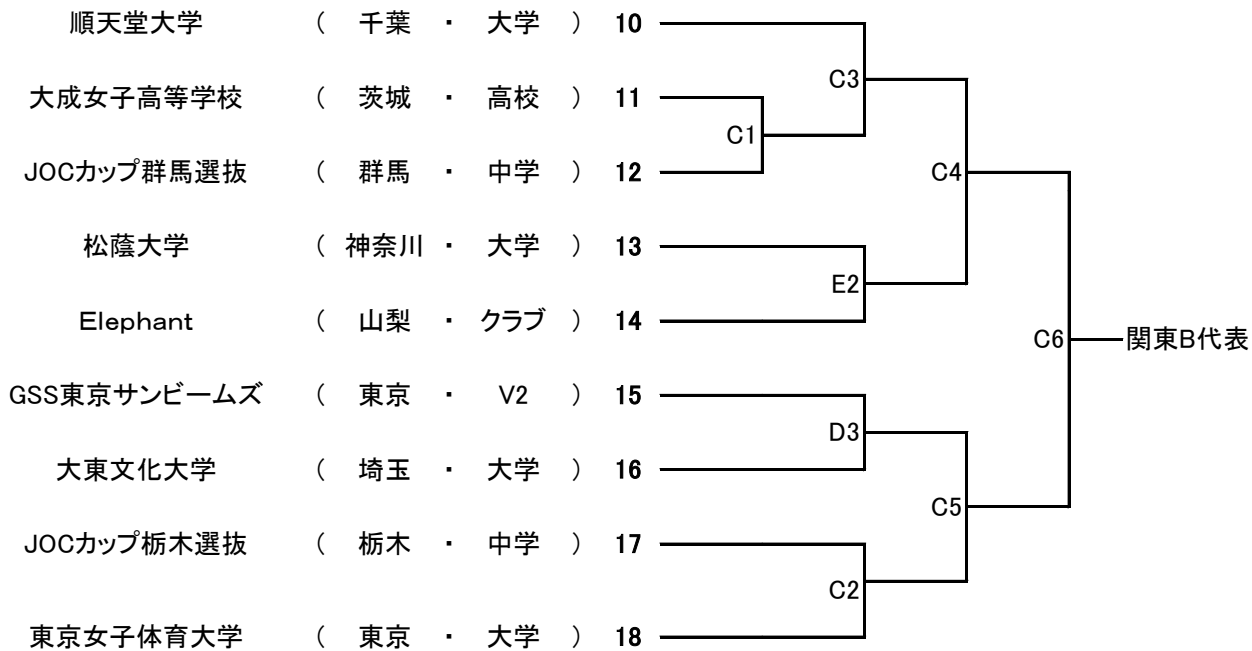 順天堂大学 ( 千葉 ・ 大学 ) 10
C3
大成女子高等学校 ( 茨城 ・ 高校 ) 11
C1
JOCカップ群馬選抜 ( 群馬 ・ 中学 ) 12
C4
松蔭大学 ( 神奈川 ・ 大学 ) 13
E2
Elephant ( 山梨 ・ クラブ ) 14
C6 関東B代表
GSS東京サンビームズ ( 東京 ・ V2 ) 15
D3
大東文化大学 ( 埼玉 ・ 大学 ) 16
C5
JOCカップ栃木選抜 ( 栃木 ・ 中学 ) 17
C2
東京女子体育大学 ( 東京 ・ 大学 ) 18